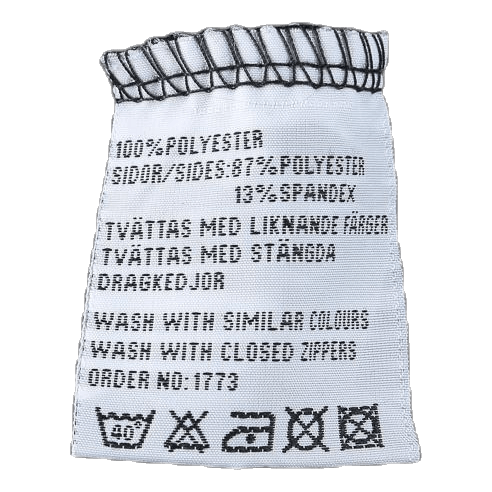 100% POLYESTER
SIDOR/SIDES: 87% POLYESTER
13% SPANDEX
TVÄTTAS MED LIKNANDE FÄRGER
TVÄTTAS MED STÄNGDA
DRAGKEDJOR
WASH WITH SIMILAR COLOURS
WASH WITH CLOSED ZIPPERS
ORDER NO: 1773
40°